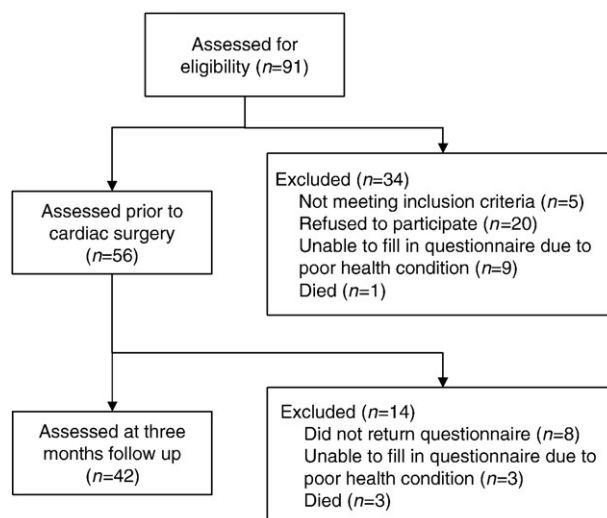 Assessed for
eligibility (n=91)
Assessed prior to
cardiac surgery
(n=56)
Excluded (n=34)
Not meeting inclusion criteria (n=5)
Refused to participate (n=20)
Unable to fill in questionnaire due to
poor health condition (n=9)
Died (n=1)
Assessed at three
months follow up
(n=42)
Excluded (n=14)
Did not return questionnaire (n=8)
Unable to fill in questionnaire due to
poor health condition (n=3)
Died (n=3)